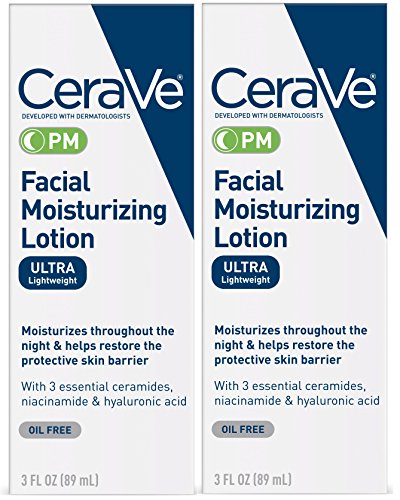 CeraVe®
DEVELOPED WITH DERMATOLOGISTS
PM
Facial
Moisturizing
Lotion
ULTRA
Lightweight
Moisturizes throughout the
night & helps restore the
protective skin barrier
With 3 essential ceramides,
niacinamide & hyaluronic acid
OIL FREE
3 FL OZ (89 mL)
CeraVe®
DEVELOPED WITH DERMATOLOGISTS
PM
Facial
Moisturizing
Lotion
ULTRA
Lightweight
Moisturizes throughout the
night & helps restore the
protective skin barrier
With 3 essential ceramides,
niacinamide & hyaluronic acid
OIL FREE
3 FL OZ (89 mL)